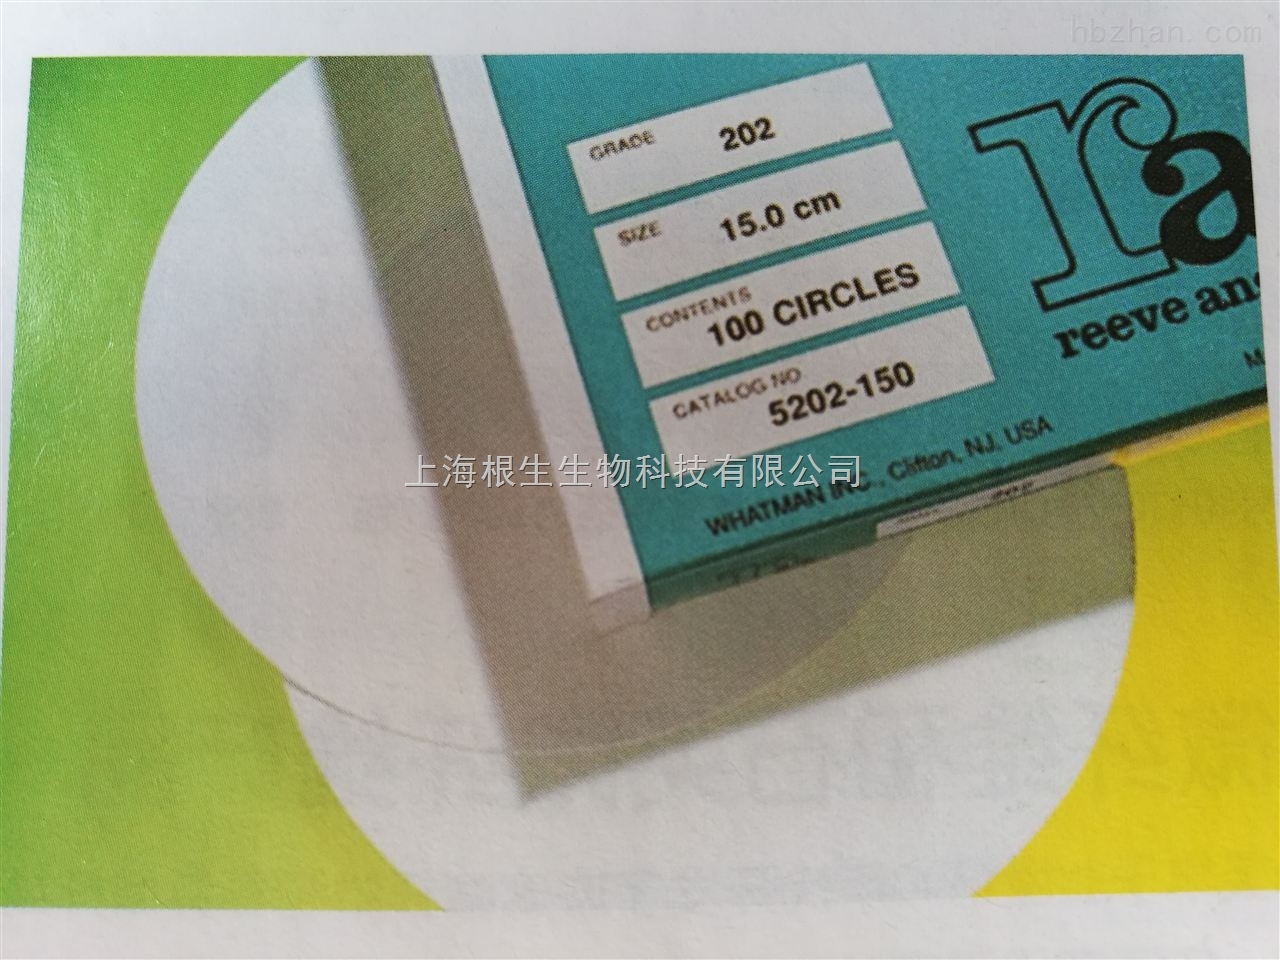 hbzhan.com
GRADE 202
SIZE 15.0 cm
CONTENTS 100 CIRCLES
CATALOG NO 5202-150
ra
reeve
WHATMAN INC. Clifton, NJ, USA
上海根生生物科技有限公司